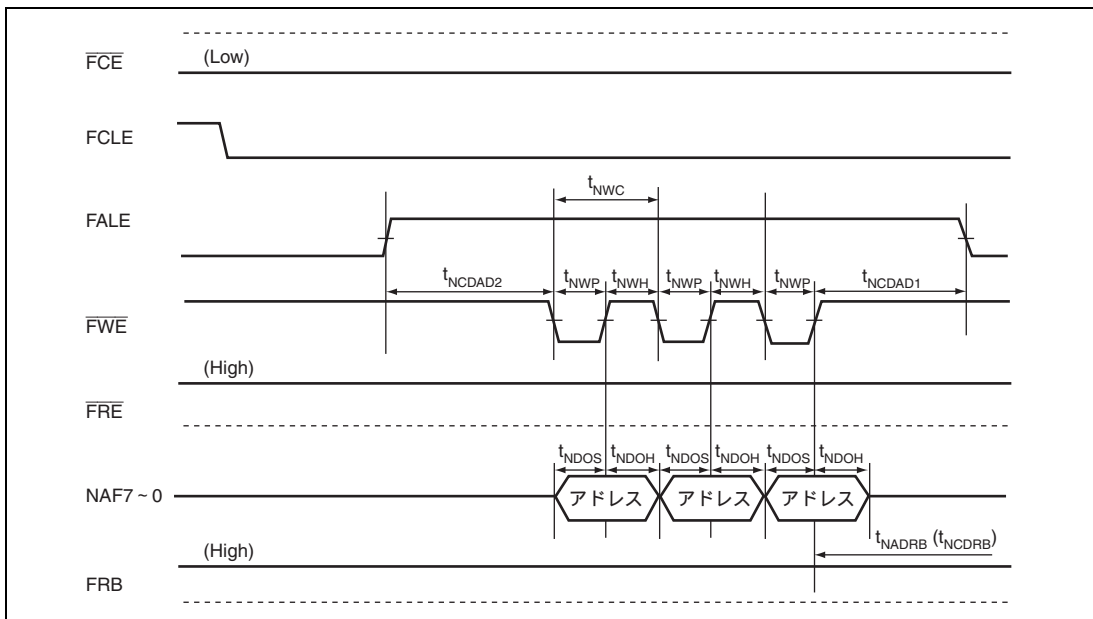 FCE (Low)
FCLE
tNWC
FALE
tNCDAD2 tNWP tNWH tNWP tNWH tNWP tNCDAD1
FWE
(High)
FRE
tNDOS tNDOH tNDOS tNDOH tNDOS tNDOH
NAF7 ~ 0 アドレス アドレス アドレス
(High) tNADRB (tNCDRB)
FRB